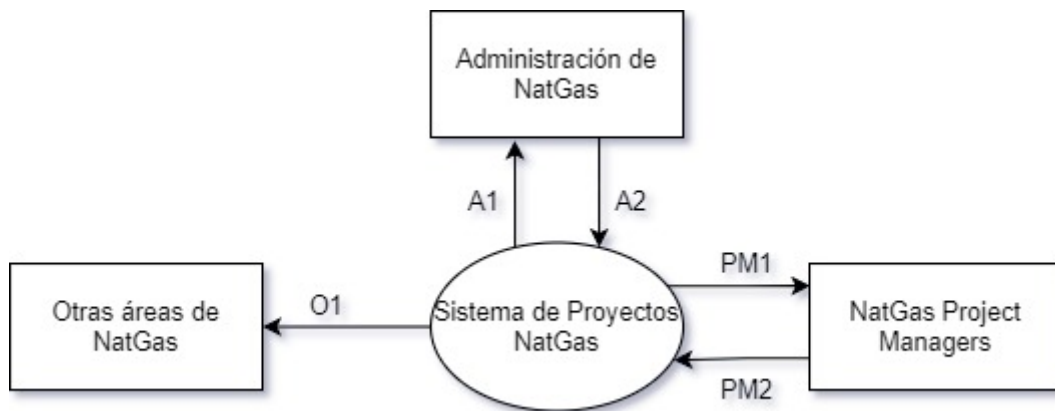 Administración de
NatGas
A1
A2
PM1
Otras áreas de
NatGas
O1
Sistema de Proyectos
NatGas
NatGas Project
Managers
PM2